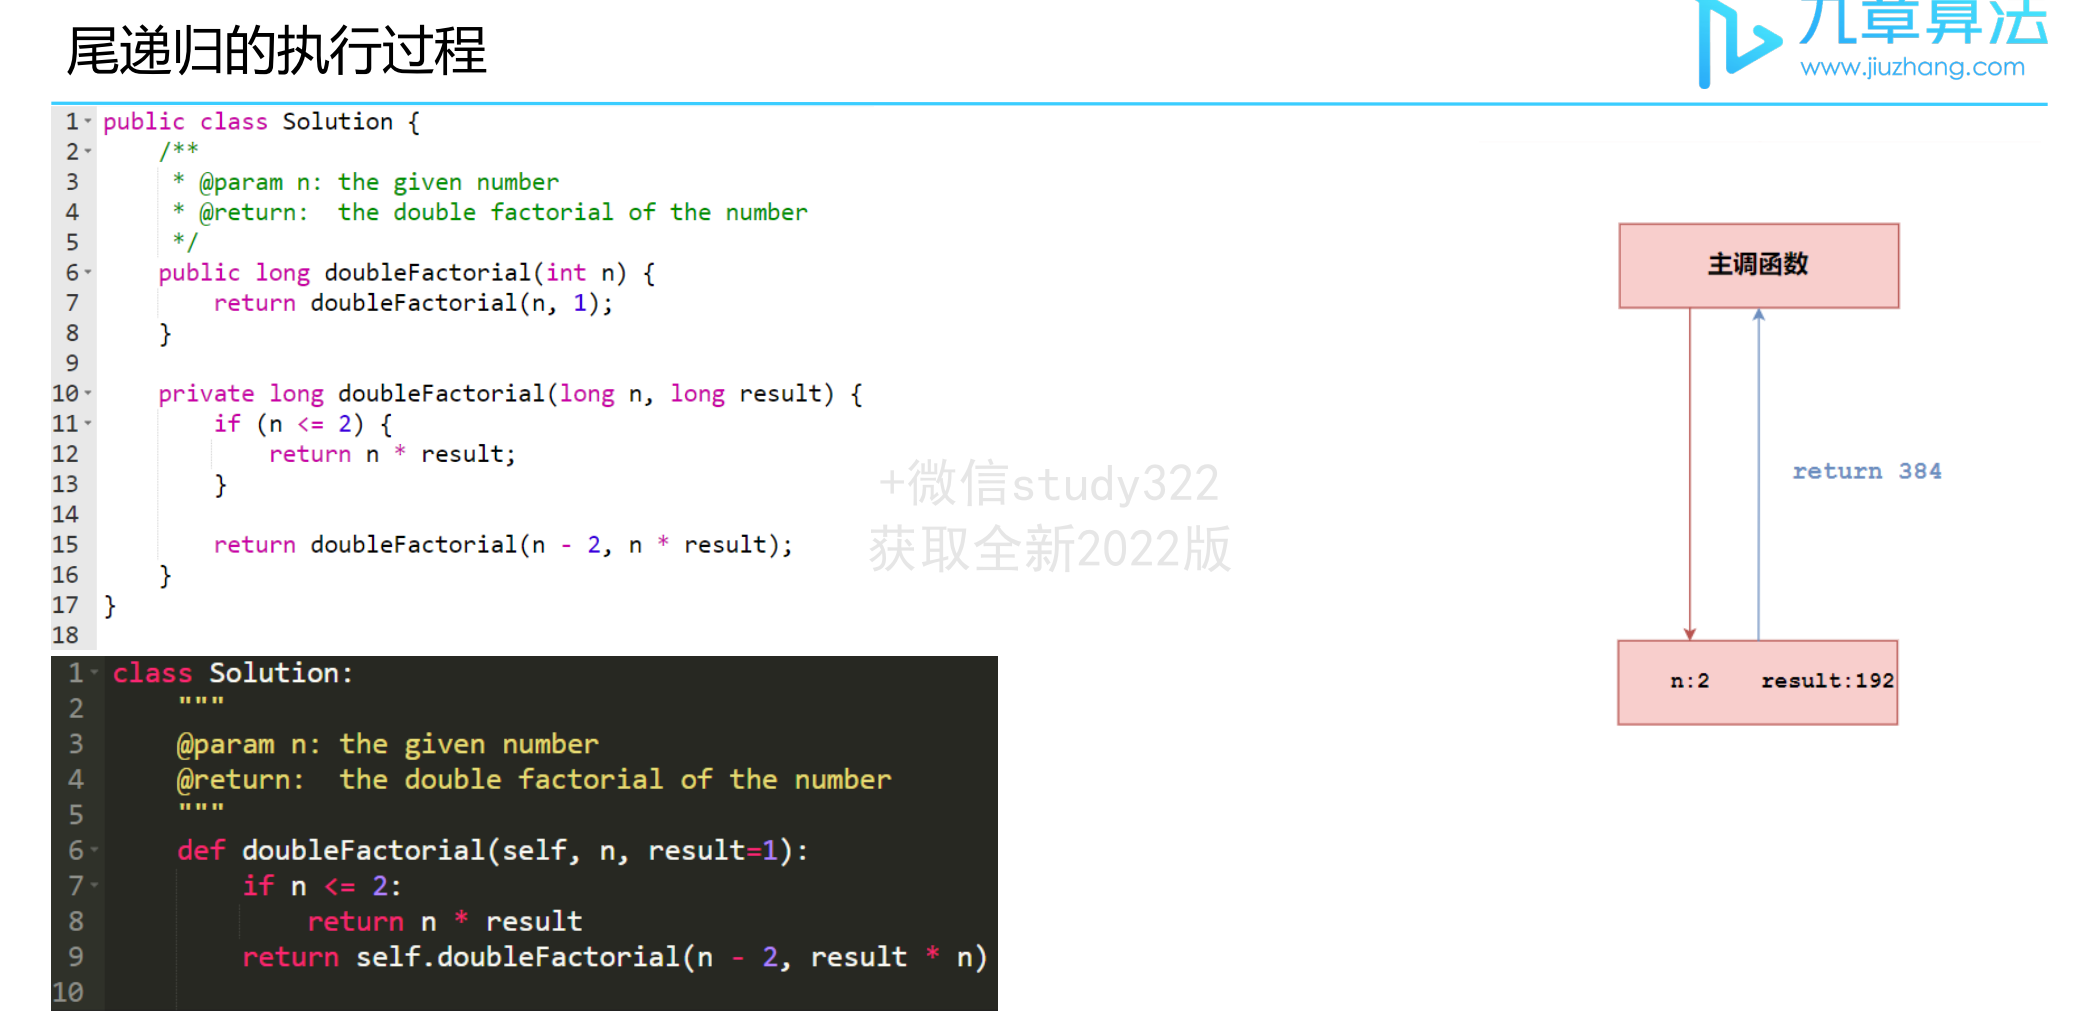 尾递归的执行过程
九章算法
www.jiuzhang.com
1 public class Solution {
2     /**
3      * @param n: the given number
4      * @return:  the double factorial of the number
5      */
6     public long doubleFactorial(int n) {
7         return doubleFactorial(n, 1);
8     }
9
10     private long doubleFactorial(long n, long result) {
11         if (n <= 2) {
12             return n * result;
13         }
14
15         return doubleFactorial(n - 2, n * result);
16     }
17 }
18
+微信study322
获取全新2022版
主调函数
return 384
n:2    result:192
1 class Solution:
2     """
3     @param n: the given number
4     @return:  the double factorial of the number
5     """
6     def doubleFactorial(self, n, result=1):
7         if n <= 2:
8             return n * result
9         return self.doubleFactorial(n - 2, result * n)
10